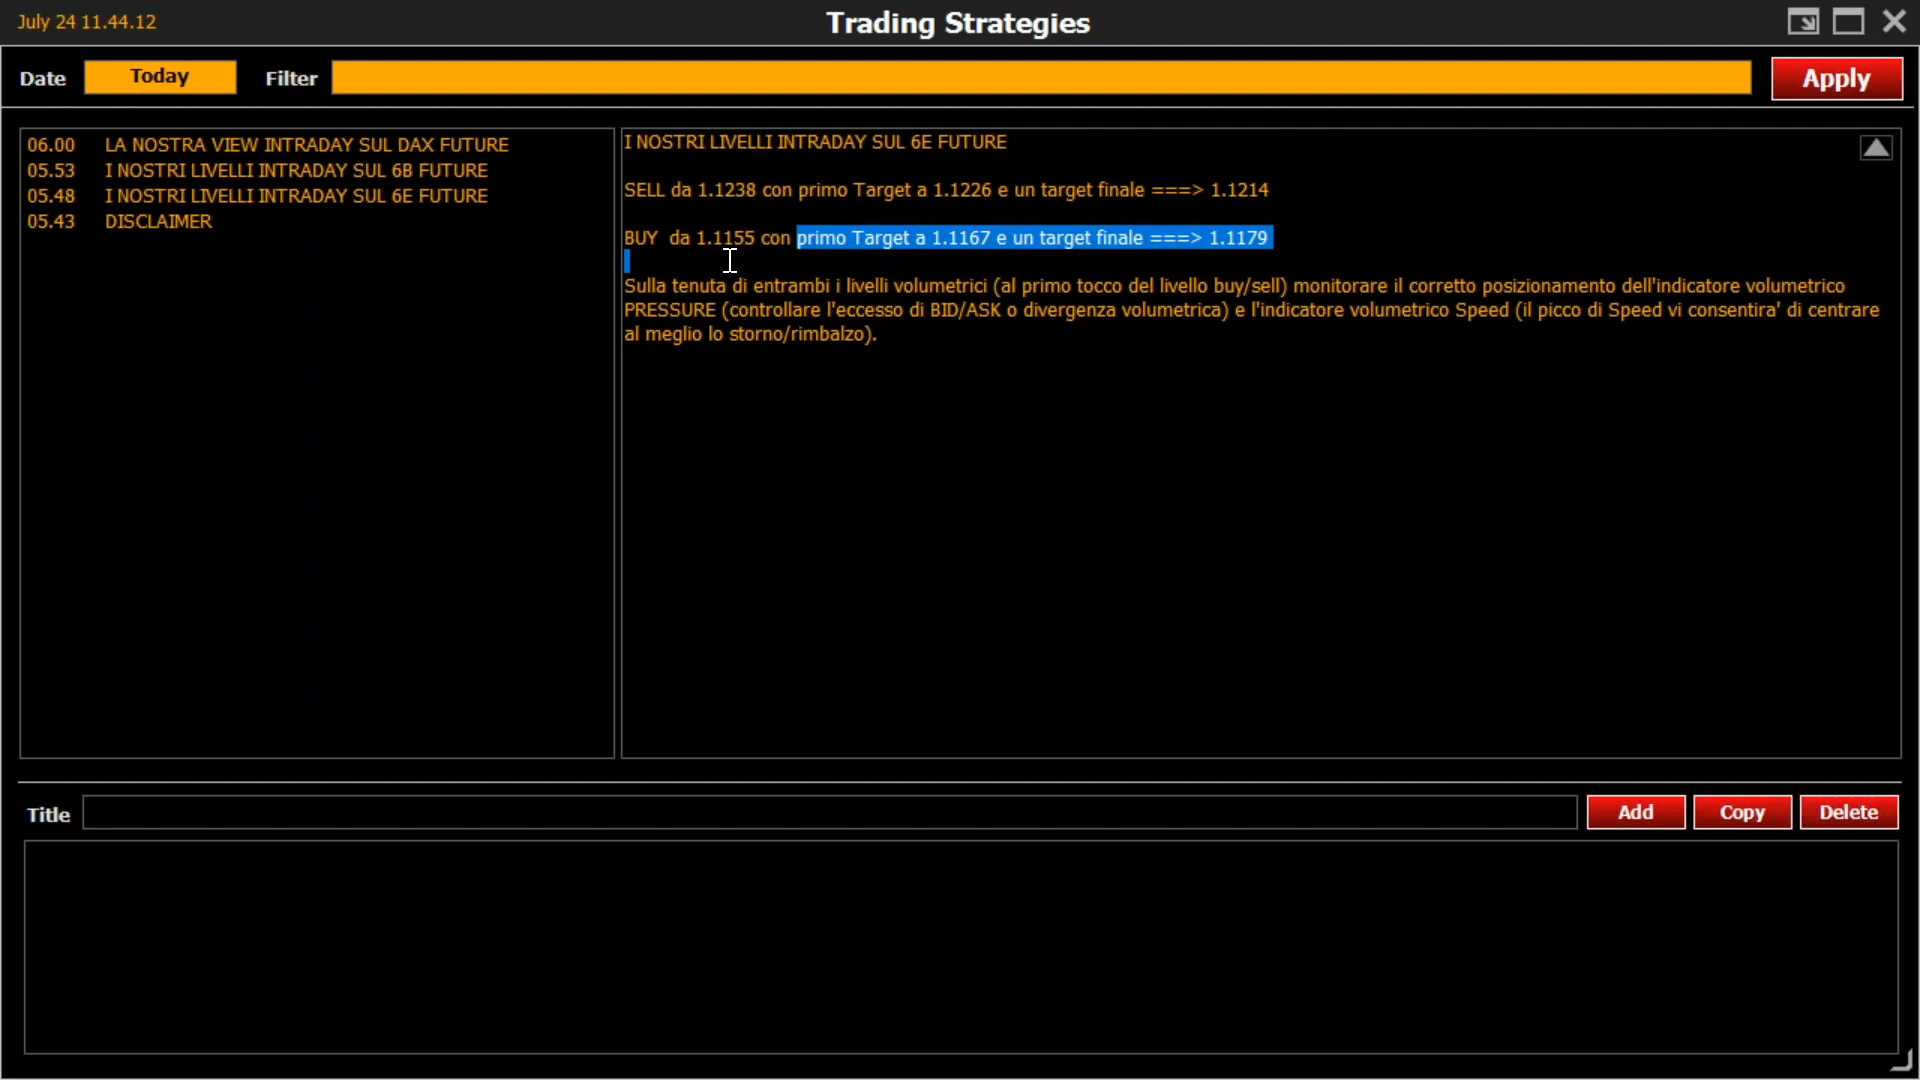 July 24 11.44.12
Trading Strategies
Date
Today
Filter
Apply
06.00 LA NOSTRA VIEW INTRADAY SUL DAX FUTURE
05.53 I NOSTRI LIVELLI INTRADAY SUL 6B FUTURE
05.48 I NOSTRI LIVELLI INTRADAY SUL 6E FUTURE
05.43 DISCLAIMER
I NOSTRI LIVELLI INTRADAY SUL 6E FUTURE
SELL da 1.1238 con primo Target a 1.1226 e un target finale ===> 1.1214
BUY da 1.1155 con primo Target a 1.1167 e un target finale ===> 1.1179
Sulla tenuta di entrambi i livelli volumetrici (al primo tocco del livello buy/sell) monitorare il corretto posizionamento dell'indicatore volumetrico
PRESSURE (controllare l'eccesso di BID/ASK o divergenza volumetrica) e l'indicatore volumetrico Speed (il picco di Speed vi consentira' di centrare
al meglio lo storno/rimbalzo).
Title
Add
Copy
Delete